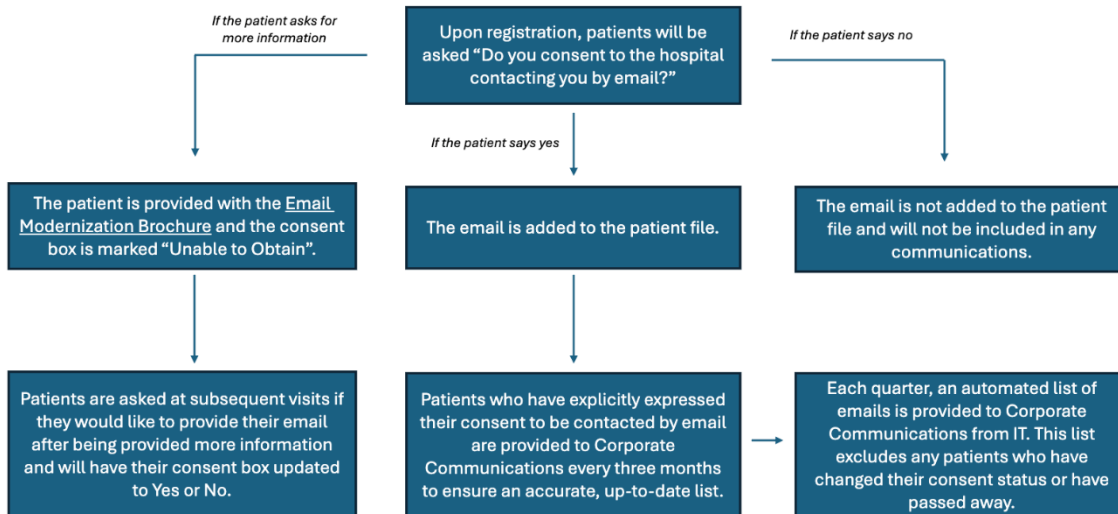 If the patient asks for
more information
Upon registration, patients will be
asked “Do you consent to the hospital
contacting you by email?”
If the patient says no
If the patient says yes
The patient is provided with the Email
Modernization Brochure and the consent
box is marked “Unable to Obtain”.
The email is added to the patient file.
The email is not added to the patient
file and will not be included in any
communications.
Patients are asked at subsequent visits if
they would like to provide their email
after being provided more information
and will have their consent box updated
to Yes or No.
Patients who have explicitly expressed
their consent to be contacted by email
are provided to Corporate
Communications every three months
to ensure an accurate, up-to-date list.
Each quarter, an automated list of
emails is provided to Corporate
Communications from IT. This list
excludes any patients who have
changed their consent status or have
passed away.